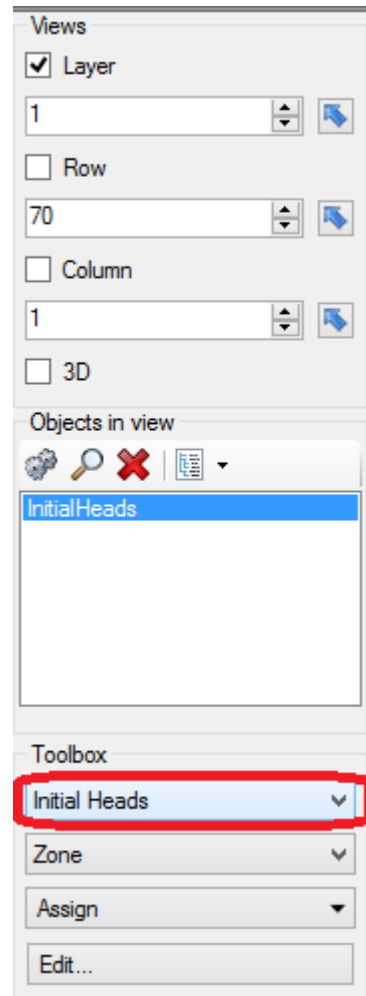 Views
Layer
1
Row
70
Column
1
3D
Objects in view
InitialHeads
Toolbox
Initial Heads
Zone
Assign
Edit...